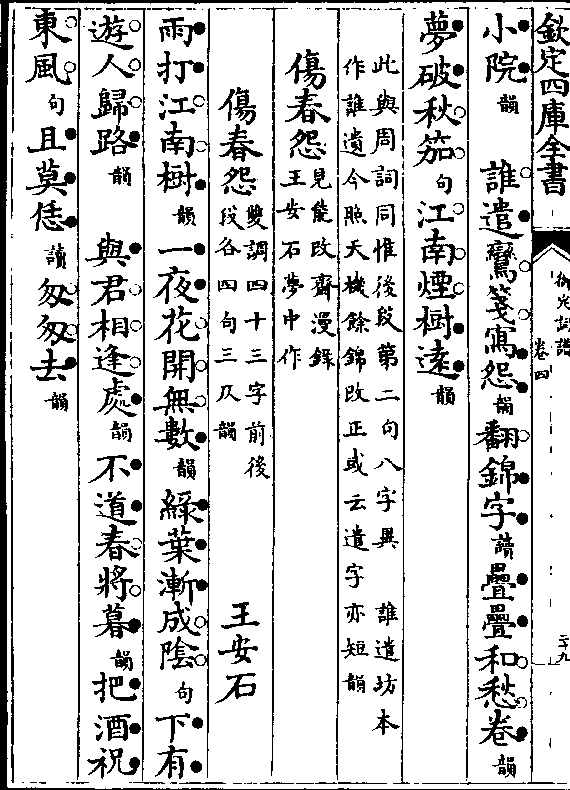 欽定四庫全書
御定詞譜
卷四
二十九
小院韻　誰遣鸞箋寫怨韻翻錦字讀疊疊和愁卷韻
夢破秋笳句江南煙樹遠韻
此與周詞同惟後段第二句八字異　誰遣坊本
作誰遺今照天機餘錦改正或云遣字亦短韻
傷春怨見能改齋漫錄
王安石夢中作
傷春怨雙調四十三字前後
段各四句三仄韻　王安石
雨打江南樹韻一夜花開無數韻綠葉漸成陰句下有
遊人歸路韻　與君相逢處韻不道春將暮韻把酒祝
東風句且莫恁讀匆匆去韻